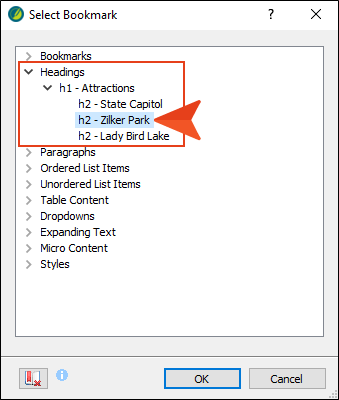 Select Bookmark
?
Bookmarks
Headings
h1 - Attractions
h2 - State Capitol
h2 - Zilker Park
h2 - Lady Bird Lake
Paragraphs
Ordered List Items
Unordered List Items
Table Content
Dropdowns
Expanding Text
Micro Content
Styles
OK
Cancel